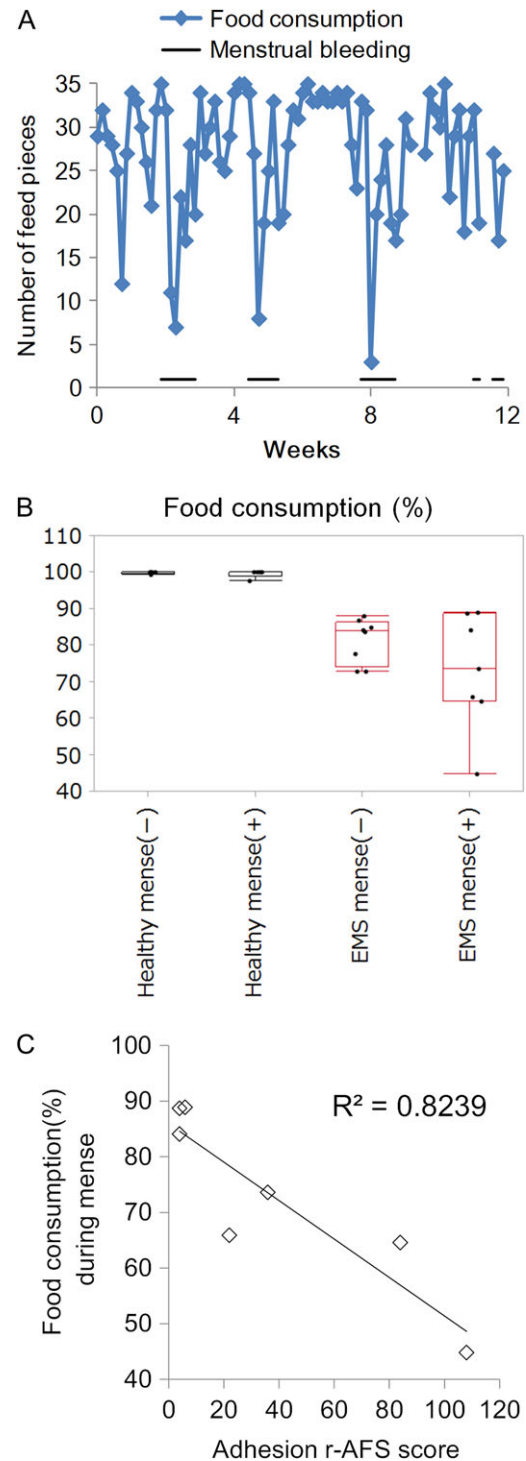 A
Food consumption
Menstrual bleeding
Number of feed pieces
35
30
25
20
15
10
5
0
0 4 8 12
Weeks
B
Food consumption (%)
110
100
90
80
70
60
50
40
Healthy mense(−)
Healthy mense(+)
EMS mense(−)
EMS mense(+)
C
Food consumption(%)
during mense
100
90
80
70
60
50
40
R² = 0.8239
0 20 40 60 80 100 120
Adhesion r-AFS score